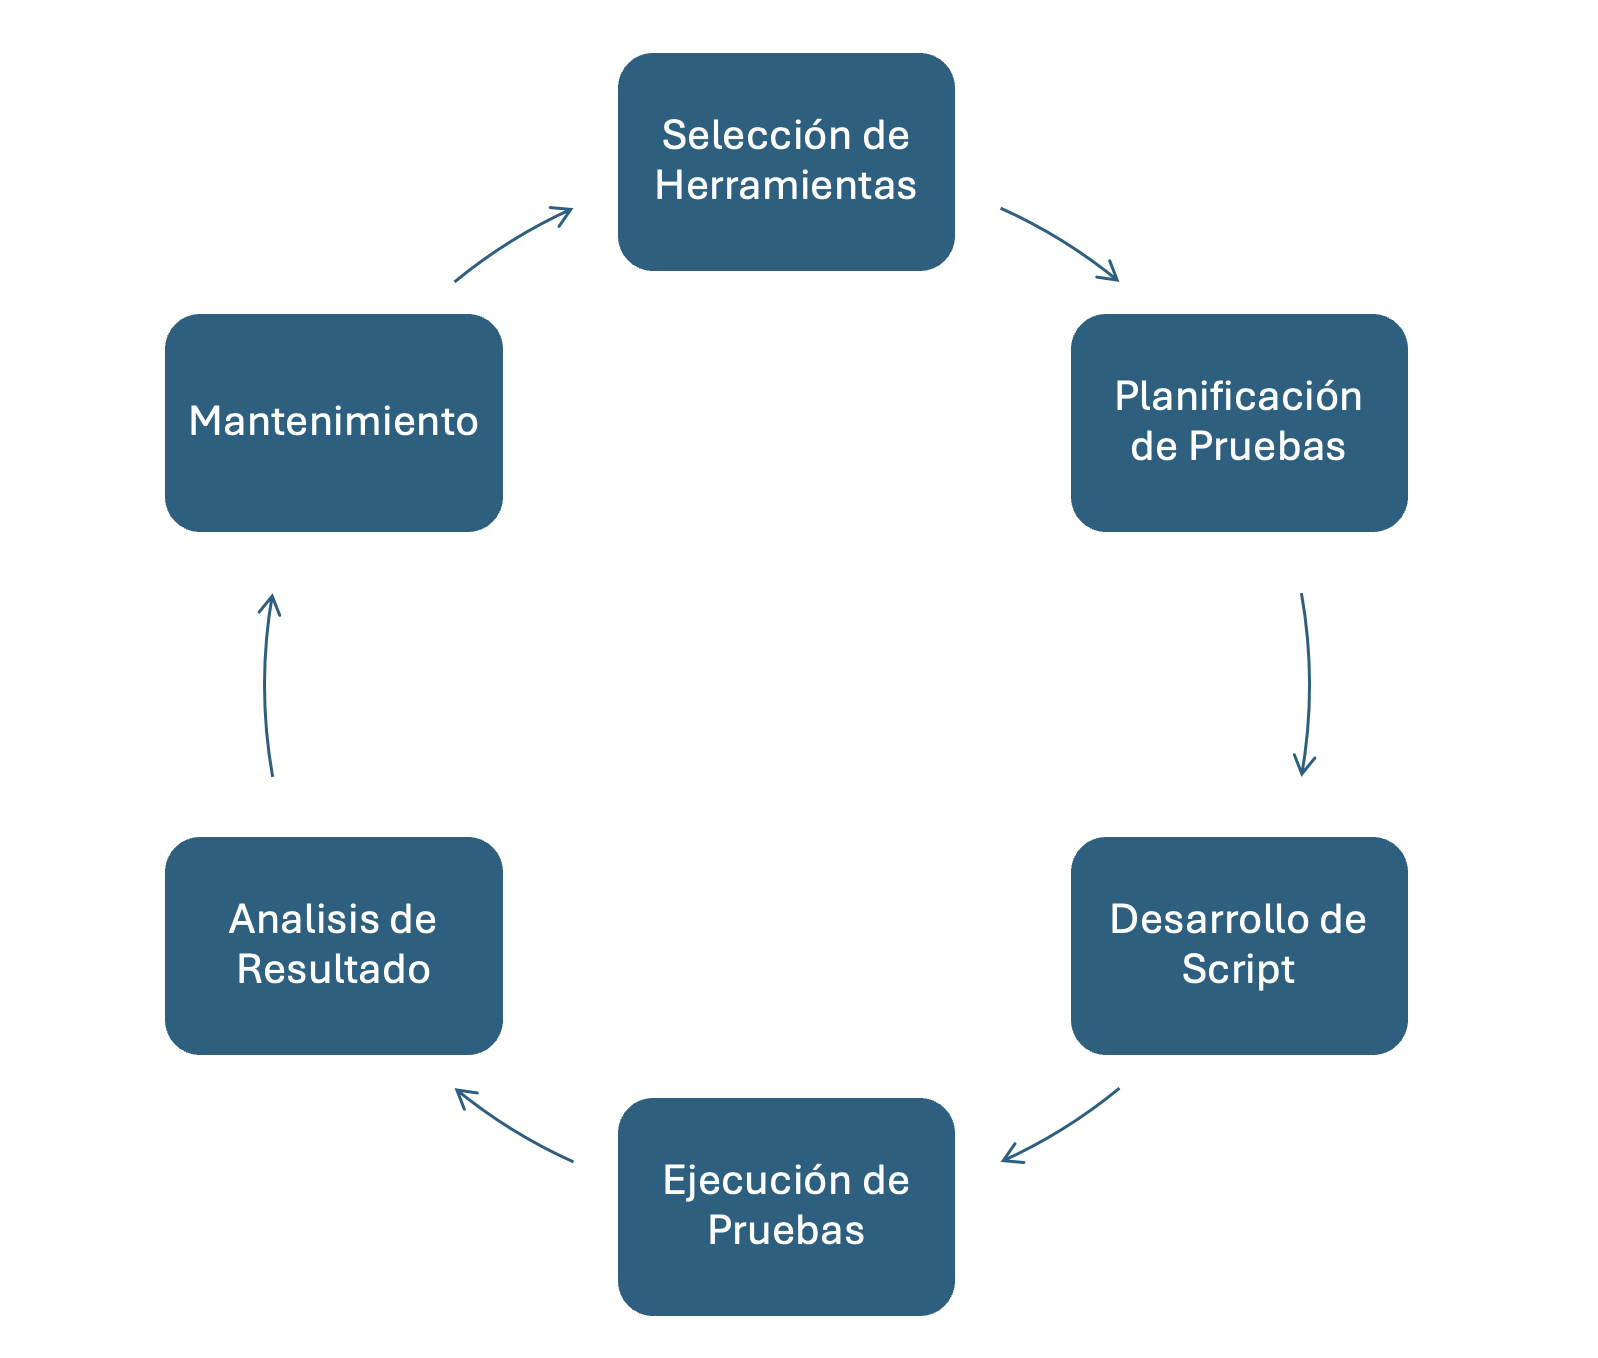 Selección de
Herramientas
Planificación
de Pruebas
Desarrollo de
Script
Ejecución de
Pruebas
Analisis de
Resultado
Mantenimiento